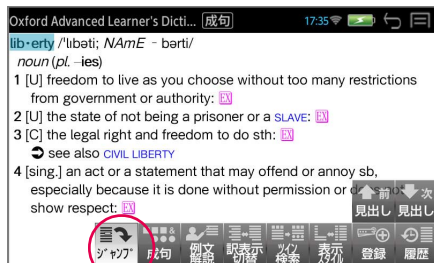 Oxford Advanced Learner's Dicti... 成句 17:35
lib・erty /ˈlɪbəti; NAmE -bərti/
noun (pl. -ies)
1 [U] freedom to live as you choose without too many restrictions
from government or authority: EX
2 [U] the state of not being a prisoner or a SLAVE: EX
3 [C] the legal right and freedom to do sth: EX
➲ see also CIVIL LIBERTY
4 [sing.] an act or a statement that may offend or annoy sb,
especially because it is done without permission or
show respect: EX
前 次
見出し 見出し
ジャンプ 成句 例文解説 訳表示切替 ツイン検索 表示スタイル 登録 履歴